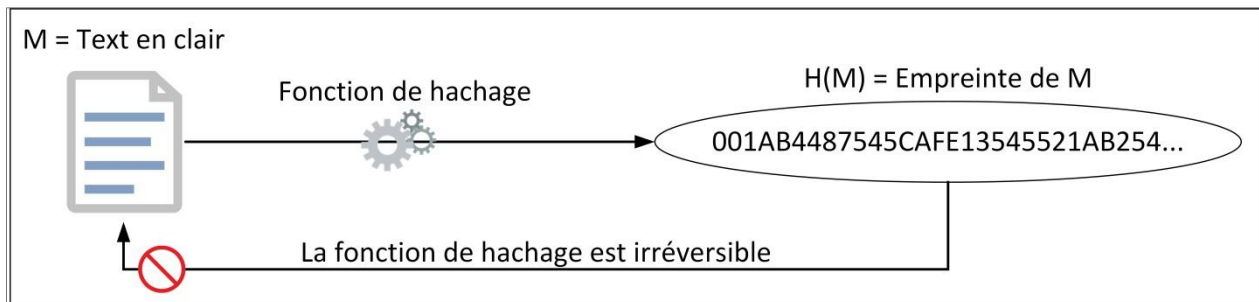 M = Text en clair
Fonction de hachage
H(M) = Empreinte de M
001AB4487545CAFE13545521AB254...
La fonction de hachage est irréversible